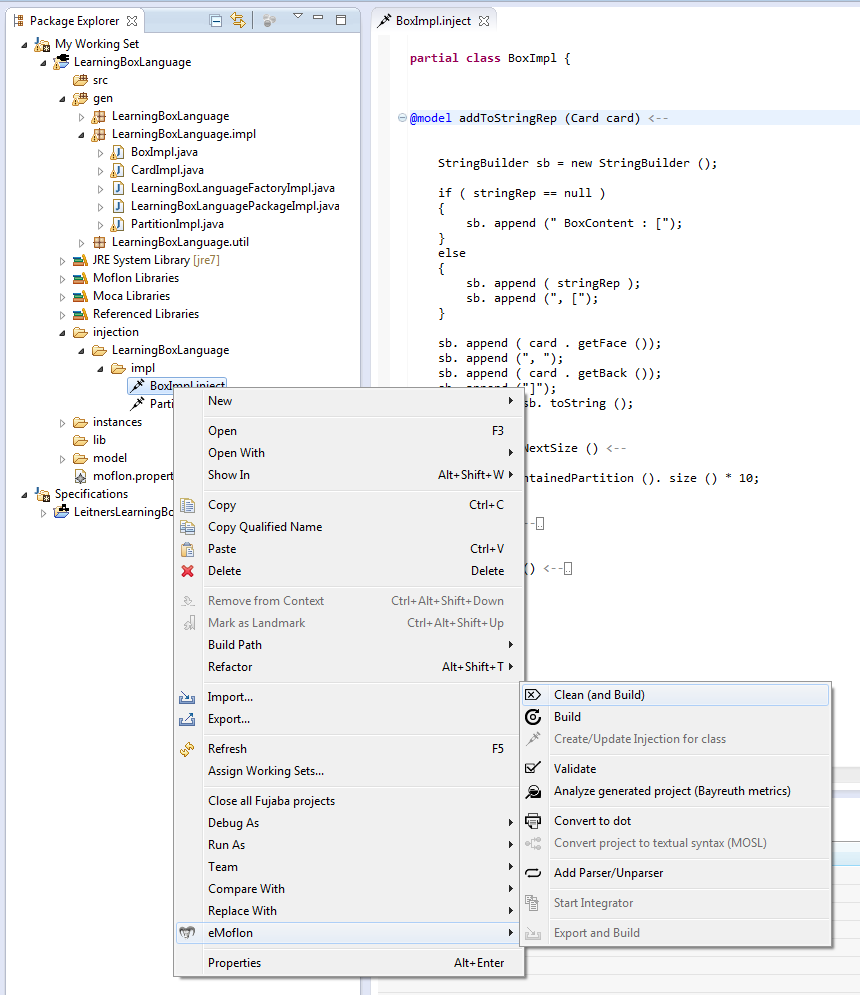 Package Explorer
My Working Set
LearningBoxLanguage
src
gen
LearningBoxLanguage
LearningBoxLanguage.impl
BoxImpl.java
CardImpl.java
LearningBoxLanguageFactoryImpl.java
LearningBoxLanguagePackageImpl.java
PartitionImpl.java
LearningBoxLanguage.util
JRE System Library [jre7]
Moflon Libraries
Moca Libraries
Referenced Libraries
injection
LearningBoxLanguage
impl
BoxImpl.inject
Parti
instances
lib
model
moflon.propert
Specifications
LeitnersLearningBo
BoxImpl.inject
partial class BoxImpl {
@model addToStringRep (Card card) <--
StringBuilder sb = new StringBuilder ();
if ( stringRep == null )
{
sb. append (" BoxContent : [");
}
else
{
sb. append ( stringRep );
sb. append (", [");
}
sb. append ( card . getFace ());
sb. append (", ");
sb. append ( card . getBack ());
sb. append ("]");
sb. toString ();
NextSize () <--
ntainedPartition (). size () * 10;
--
() <--
New
Open F3
Open With
Show In Alt+Shift+W
Copy Ctrl+C
Copy Qualified Name
Paste Ctrl+V
Delete Delete
Remove from Context Ctrl+Alt+Shift+Down
Mark as Landmark Ctrl+Alt+Shift+Up
Build Path
Refactor Alt+Shift+T
Import...
Export...
Refresh F5
Assign Working Sets...
Close all Fujaba projects
Debug As
Run As
Team
Compare With
Replace With
eMoflon
Properties Alt+Enter
Clean (and Build)
Build
Create/Update Injection for class
Validate
Analyze generated project (Bayreuth metrics)
Convert to dot
Convert project to textual syntax (MOSL)
Add Parser/Unparser
Start Integrator
Export and Build